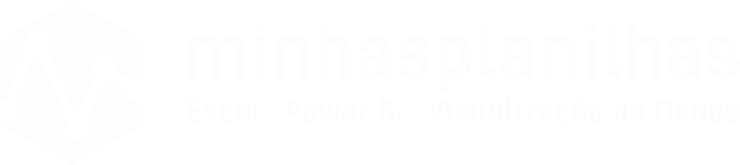 minhasplanilhas
Excel | Power BI | Visualização de Dados